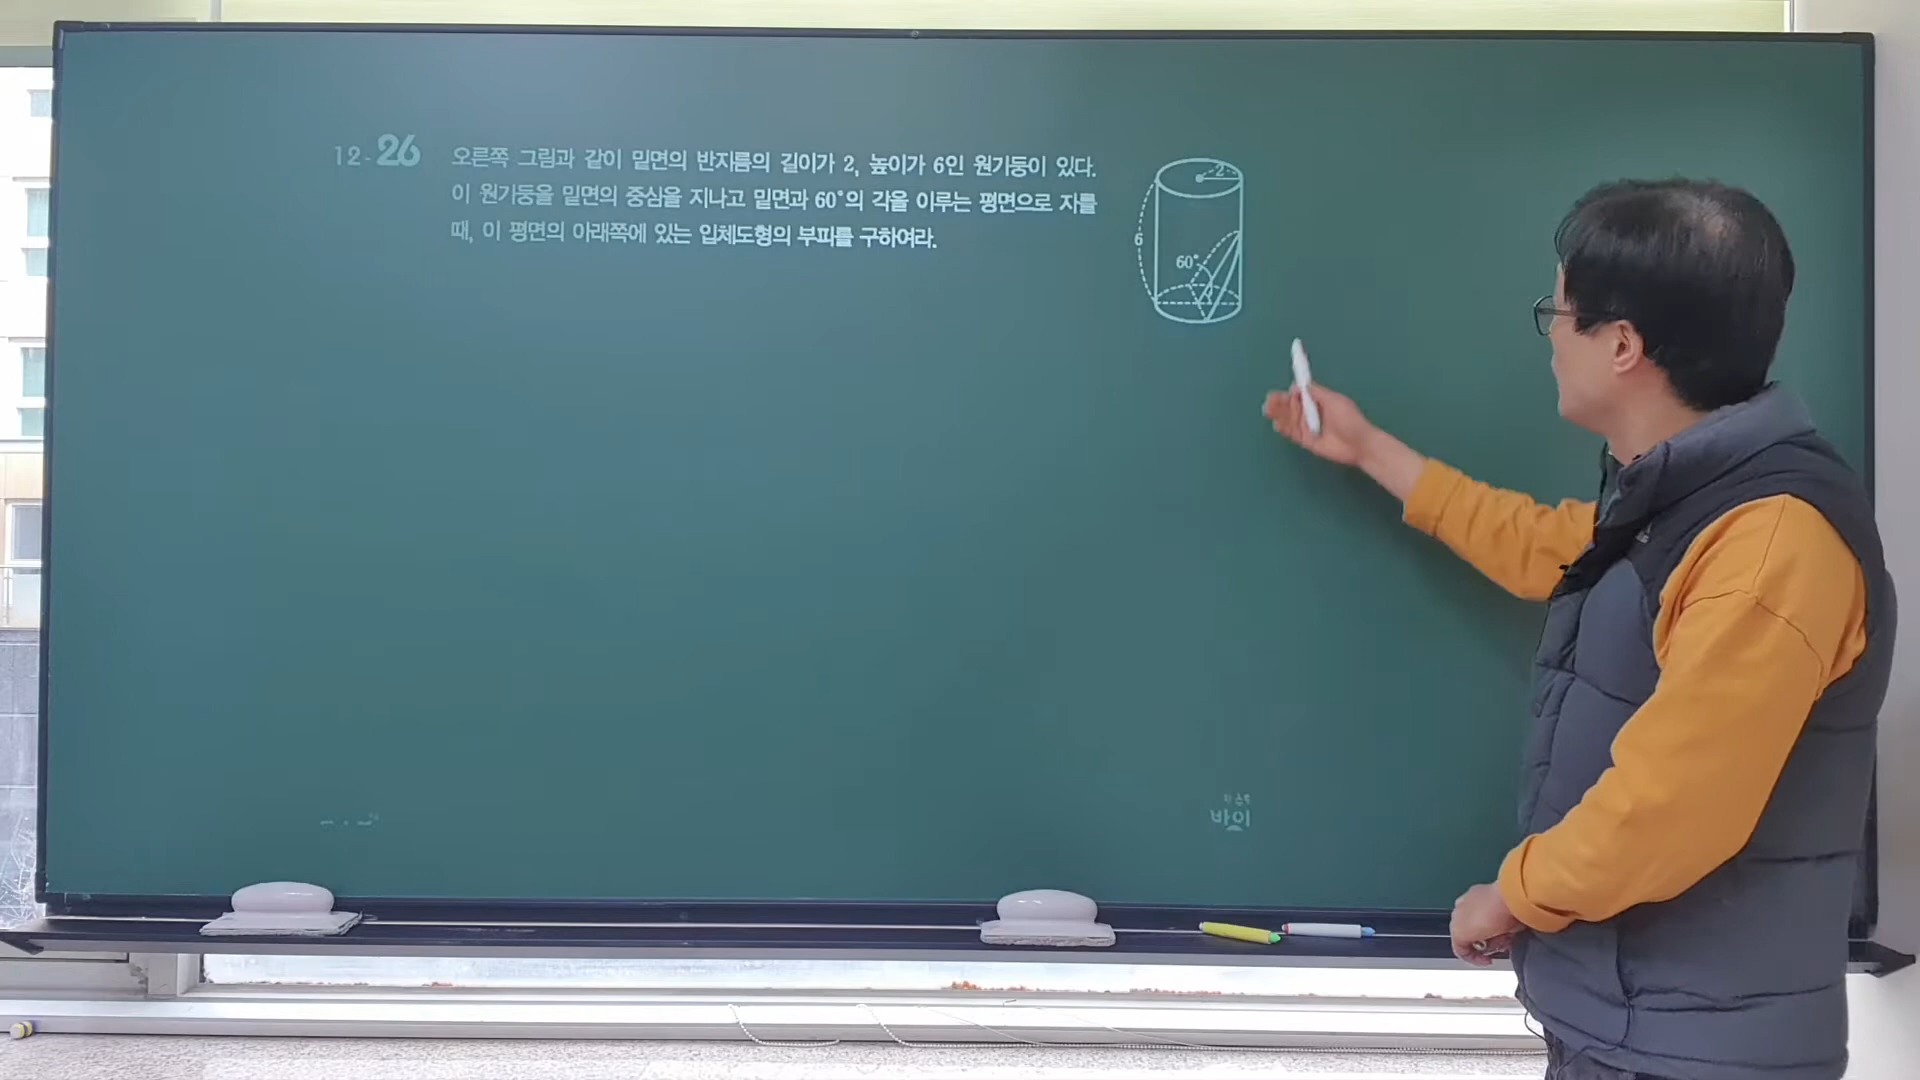 12-26
오른쪽 그림과 같이 밑면의 반지름의 길이가 2, 높이가 6인 원기둥이 있다.
이 원기둥을 밑면의 중심을 지나고 밑면과 60°의 각을 이루는 평면으로 자를
때, 이 평면의 아래쪽에 있는 입체도형의 부피를 구하여라.
2
6
60°
바이